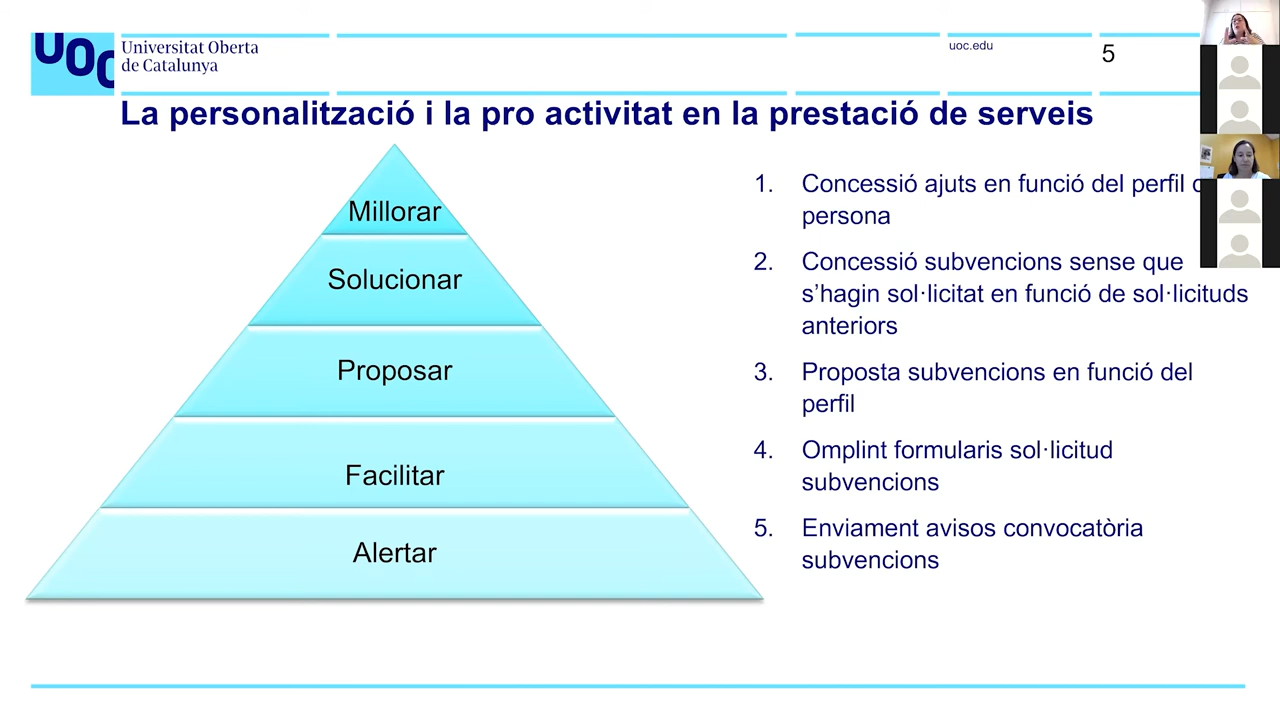 UOC
Universitat Oberta
de Catalunya
uoc.edu
5
La personalització i la pro activitat en la prestació de serveis
Millorar
Solucionar
Proposar
Facilitar
Alertar
1. Concessió ajuts en funció del perfil
persona
2. Concessió subvencions sense que
s’hagin sol·licitat en funció de sol·licituds
anteriors
3. Proposta subvencions en funció del
perfil
4. Omplint formularis sol·licitud
subvencions
5. Enviament avisos convocatòria
subvencions